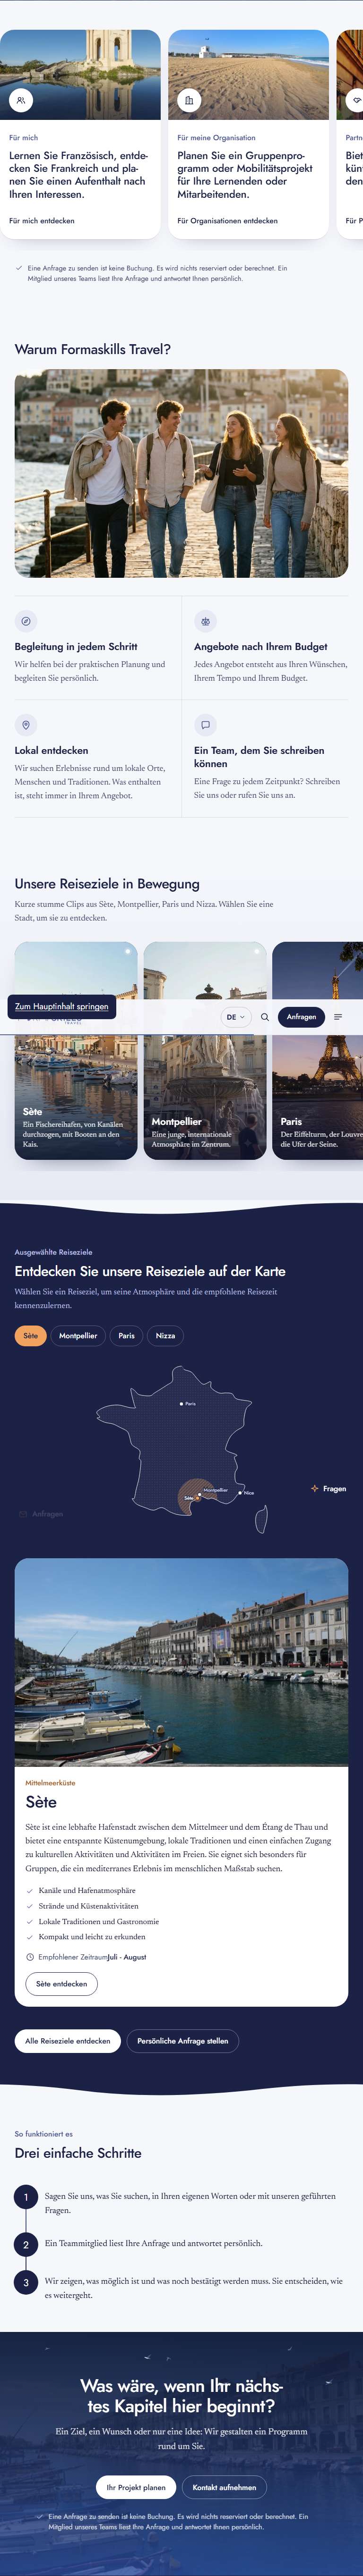 Für mich
Lernen Sie Französisch, entde-
cken Sie Frankreich und pla-
nen Sie einen Aufenthalt nach
Ihren Interessen.
Für mich entdecken
Für meine Organisation
Planen Sie ein Gruppenpro-
gramm oder Mobilitätsprojekt
für Ihre Lernenden oder
Mitarbeitenden.
Für Organisationen entdecken
Eine Anfrage zu senden ist keine Buchung. Es wird nichts reserviert oder berechnet. Ein
Mitglied unseres Teams liest Ihre Anfrage und antwortet Ihnen persönlich.
Warum Formaskills Travel?
Begleitung in jedem Schritt
Wir helfen bei der praktischen Planung und
begleiten Sie persönlich.
Angebote nach Ihrem Budget
Jedes Angebot entsteht aus Ihren Wünschen,
Ihrem Tempo und Ihrem Budget.
Lokal entdecken
Wir suchen Erlebnisse rund um lokale Orte,
Menschen und Traditionen. Was enthalten
ist, steht immer in Ihrem Angebot.
Ein Team, dem Sie schreiben
können
Eine Frage zu jedem Zeitpunkt? Schreiben
Sie uns oder rufen Sie uns an.
Unsere Reiseziele in Bewegung
Kurze stumme Clips aus Sète, Montpellier, Paris und Nizza. Wählen Sie eine
Stadt, um sie zu entdecken.
Zum Hauptinhalt springen
DE
Anfragen
Sète
Ein Fischereihafen, von Kanälen
durchzogen, mit Booten an den
Kais.
Montpellier
Eine junge, internationale
Atmosphäre im Zentrum.
Paris
Der Eiffelturm, der Louvre
die Ufer der Seine.
Ausgewählte Reiseziele
Entdecken Sie unsere Reiseziele auf der Karte
Wählen Sie ein Reiseziel, um seine Atmosphäre und die empfohlene Reisezeit
kennenzulernen.
Sète
Montpellier
Paris
Nizza
Paris
Montpellier
Sète
Nice
Fragen
Anfragen
Mittelmeerküste
Sète
Sète ist eine lebhafte Hafenstadt zwischen dem Mittelmeer und dem Étang de Thau und
bietet eine entspannte Küstenumgebung, lokale Traditionen und einen einfachen Zugang
zu kulturellen Aktivitäten und Aktivitäten im Freien. Sie eignet sich besonders für
Gruppen, die ein mediterranes Erlebnis im menschlichen Maßstab suchen.
Kanäle und Hafenatmosphäre
Strände und Küstenaktivitäten
Lokale Traditionen und Gastronomie
Kompakt und leicht zu erkunden
Empfohlener ZeitraumJuli - August
Sète entdecken
Alle Reiseziele entdecken
Persönliche Anfrage stellen
So funktioniert es
Drei einfache Schritte
1
Sagen Sie uns, was Sie suchen, in Ihren eigenen Worten oder mit unseren geführten
Fragen.
2
Ein Teammitglied liest Ihre Anfrage und antwortet persönlich.
3
Wir zeigen, was möglich ist und was noch bestätigt werden muss. Sie entscheiden, wie
es weitergeht.
Was wäre, wenn Ihr nächs-
tes Kapitel hier beginnt?
Ein Ziel, ein Wunsch oder nur eine Idee: Wir gestalten ein Programm
rund um Sie.
Ihr Projekt planen
Kontakt aufnehmen
Eine Anfrage zu senden ist keine Buchung. Es wird nichts reserviert oder berechnet. Ein
Mitglied unseres Teams liest Ihre Anfrage und antwortet Ihnen persönlich.